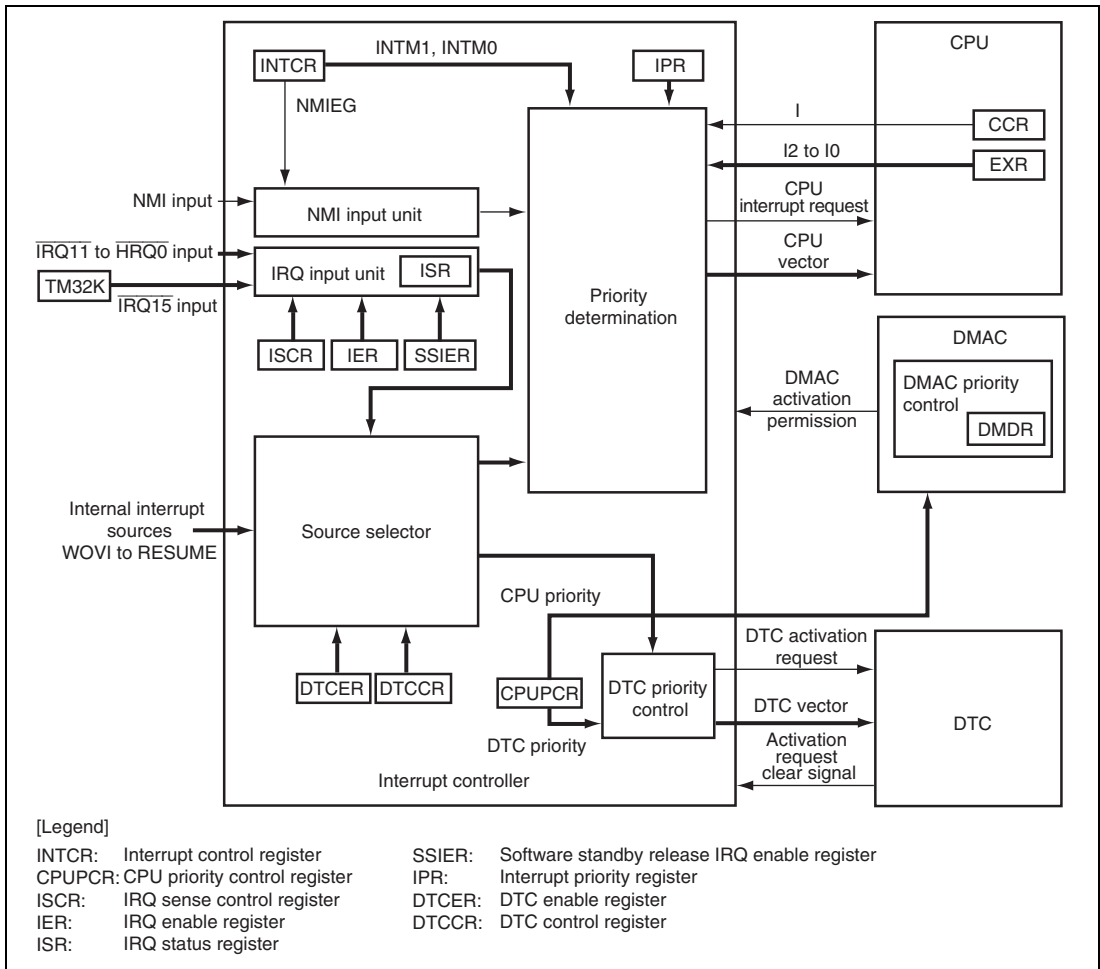 INTM1, INTM0
CPU
INTCR
IPR
NMIEG
I
CCR
I2 to I0
EXR
CPU
interrupt request
NMI input
NMI input unit
CPU
vector
IRQ11 to HRQ0 input
IRQ input unit
ISR
TM32K
IRQ15 input
Priority
determination
ISCR
IER
SSIER
DMAC
DMAC
activation
permission
DMAC priority
control
DMDR
Internal interrupt
sources
WOVI to RESUME
Source selector
CPU priority
DTC activation
request
DTCER
DTCCR
CPUPCR
DTC priority
control
DTC vector
DTC
DTC priority
Activation
request
clear signal
Interrupt controller
[Legend]
INTCR: Interrupt control register
CPUPCR: CPU priority control register
ISCR: IRQ sense control register
IER: IRQ enable register
ISR: IRQ status register
SSIER: Software standby release IRQ enable register
IPR: Interrupt priority register
DTCER: DTC enable register
DTCCR: DTC control register